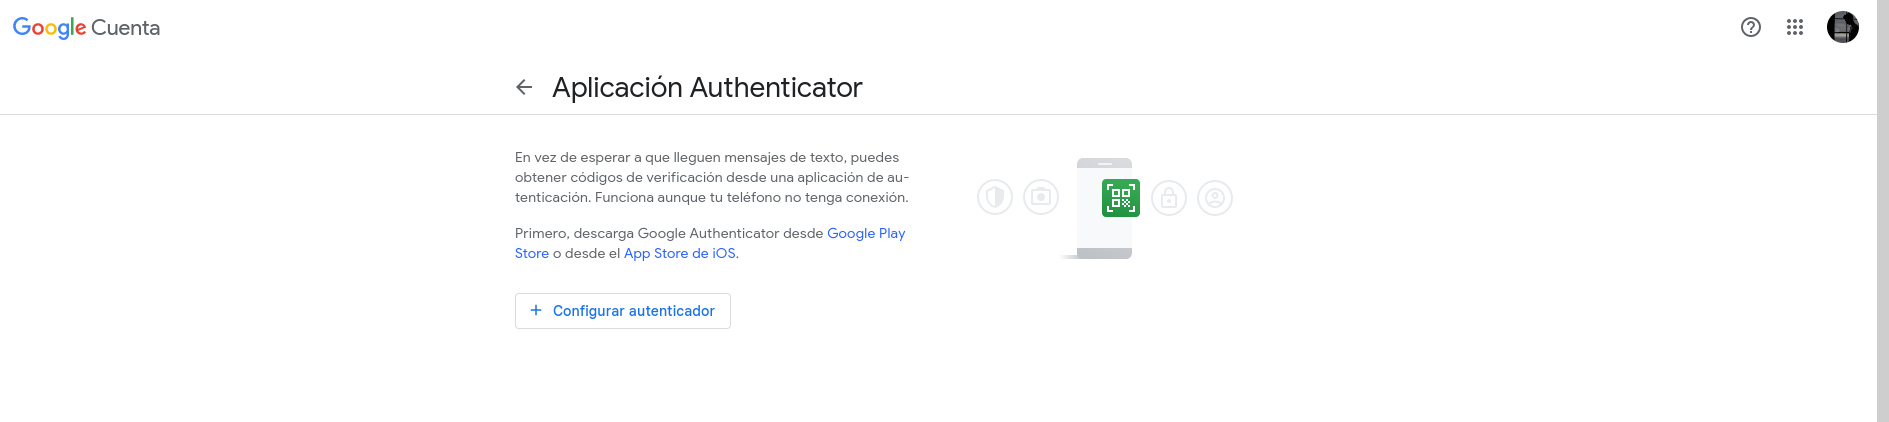 Google Cuenta
Aplicación Authenticator
En vez de esperar a que lleguen mensajes de texto, puedes
obtener códigos de verificación desde una aplicación de au-
tenticación. Funciona aunque tu teléfono no tenga conexión.
Primero, descarga Google Authenticator desde Google Play
Store o desde el App Store de iOS.
+ Configurar autenticador